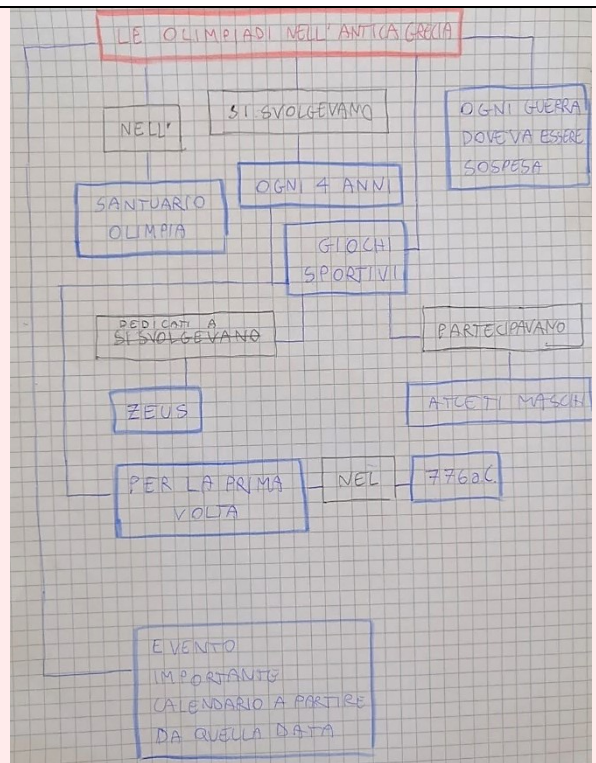 LE OLIMPIADI NELL'ANTICA GRECIA
NELL'
SI SVOLGEVANO
OGNI GUERRA
DOVEVA ESSERE
SOSPESA
SANTUARIO
OLIMPIA
OGNI 4 ANNI
GIOCHI
SPORTIVI
DEDICATI A
SI SVOLGEVANO
PARTECIPAVANO
ZEUS
ATLETI MASCHI
PER LA PRIMA
VOLTA
NEL
776 a.C.
EVENTO
IMPORTANTE
CALENDARIO A PARTIRE
DA QUELLA DATA